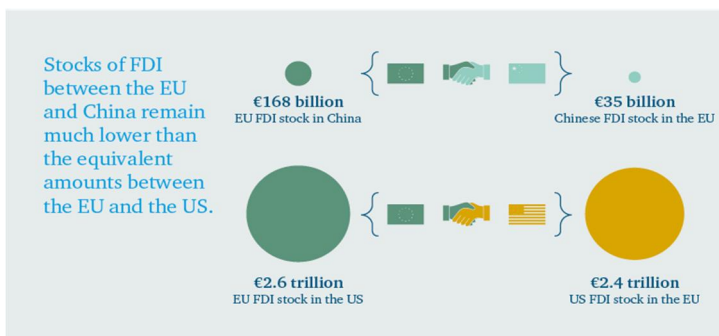 Stocks of FDI
between the EU
and China remain
much lower than
the equivalent
amounts between
the EU and the US.
€168 billion
EU FDI stock in China
€35 billion
Chinese FDI stock in the EU
€2.6 trillion
EU FDI stock in the US
€2.4 trillion
US FDI stock in the EU